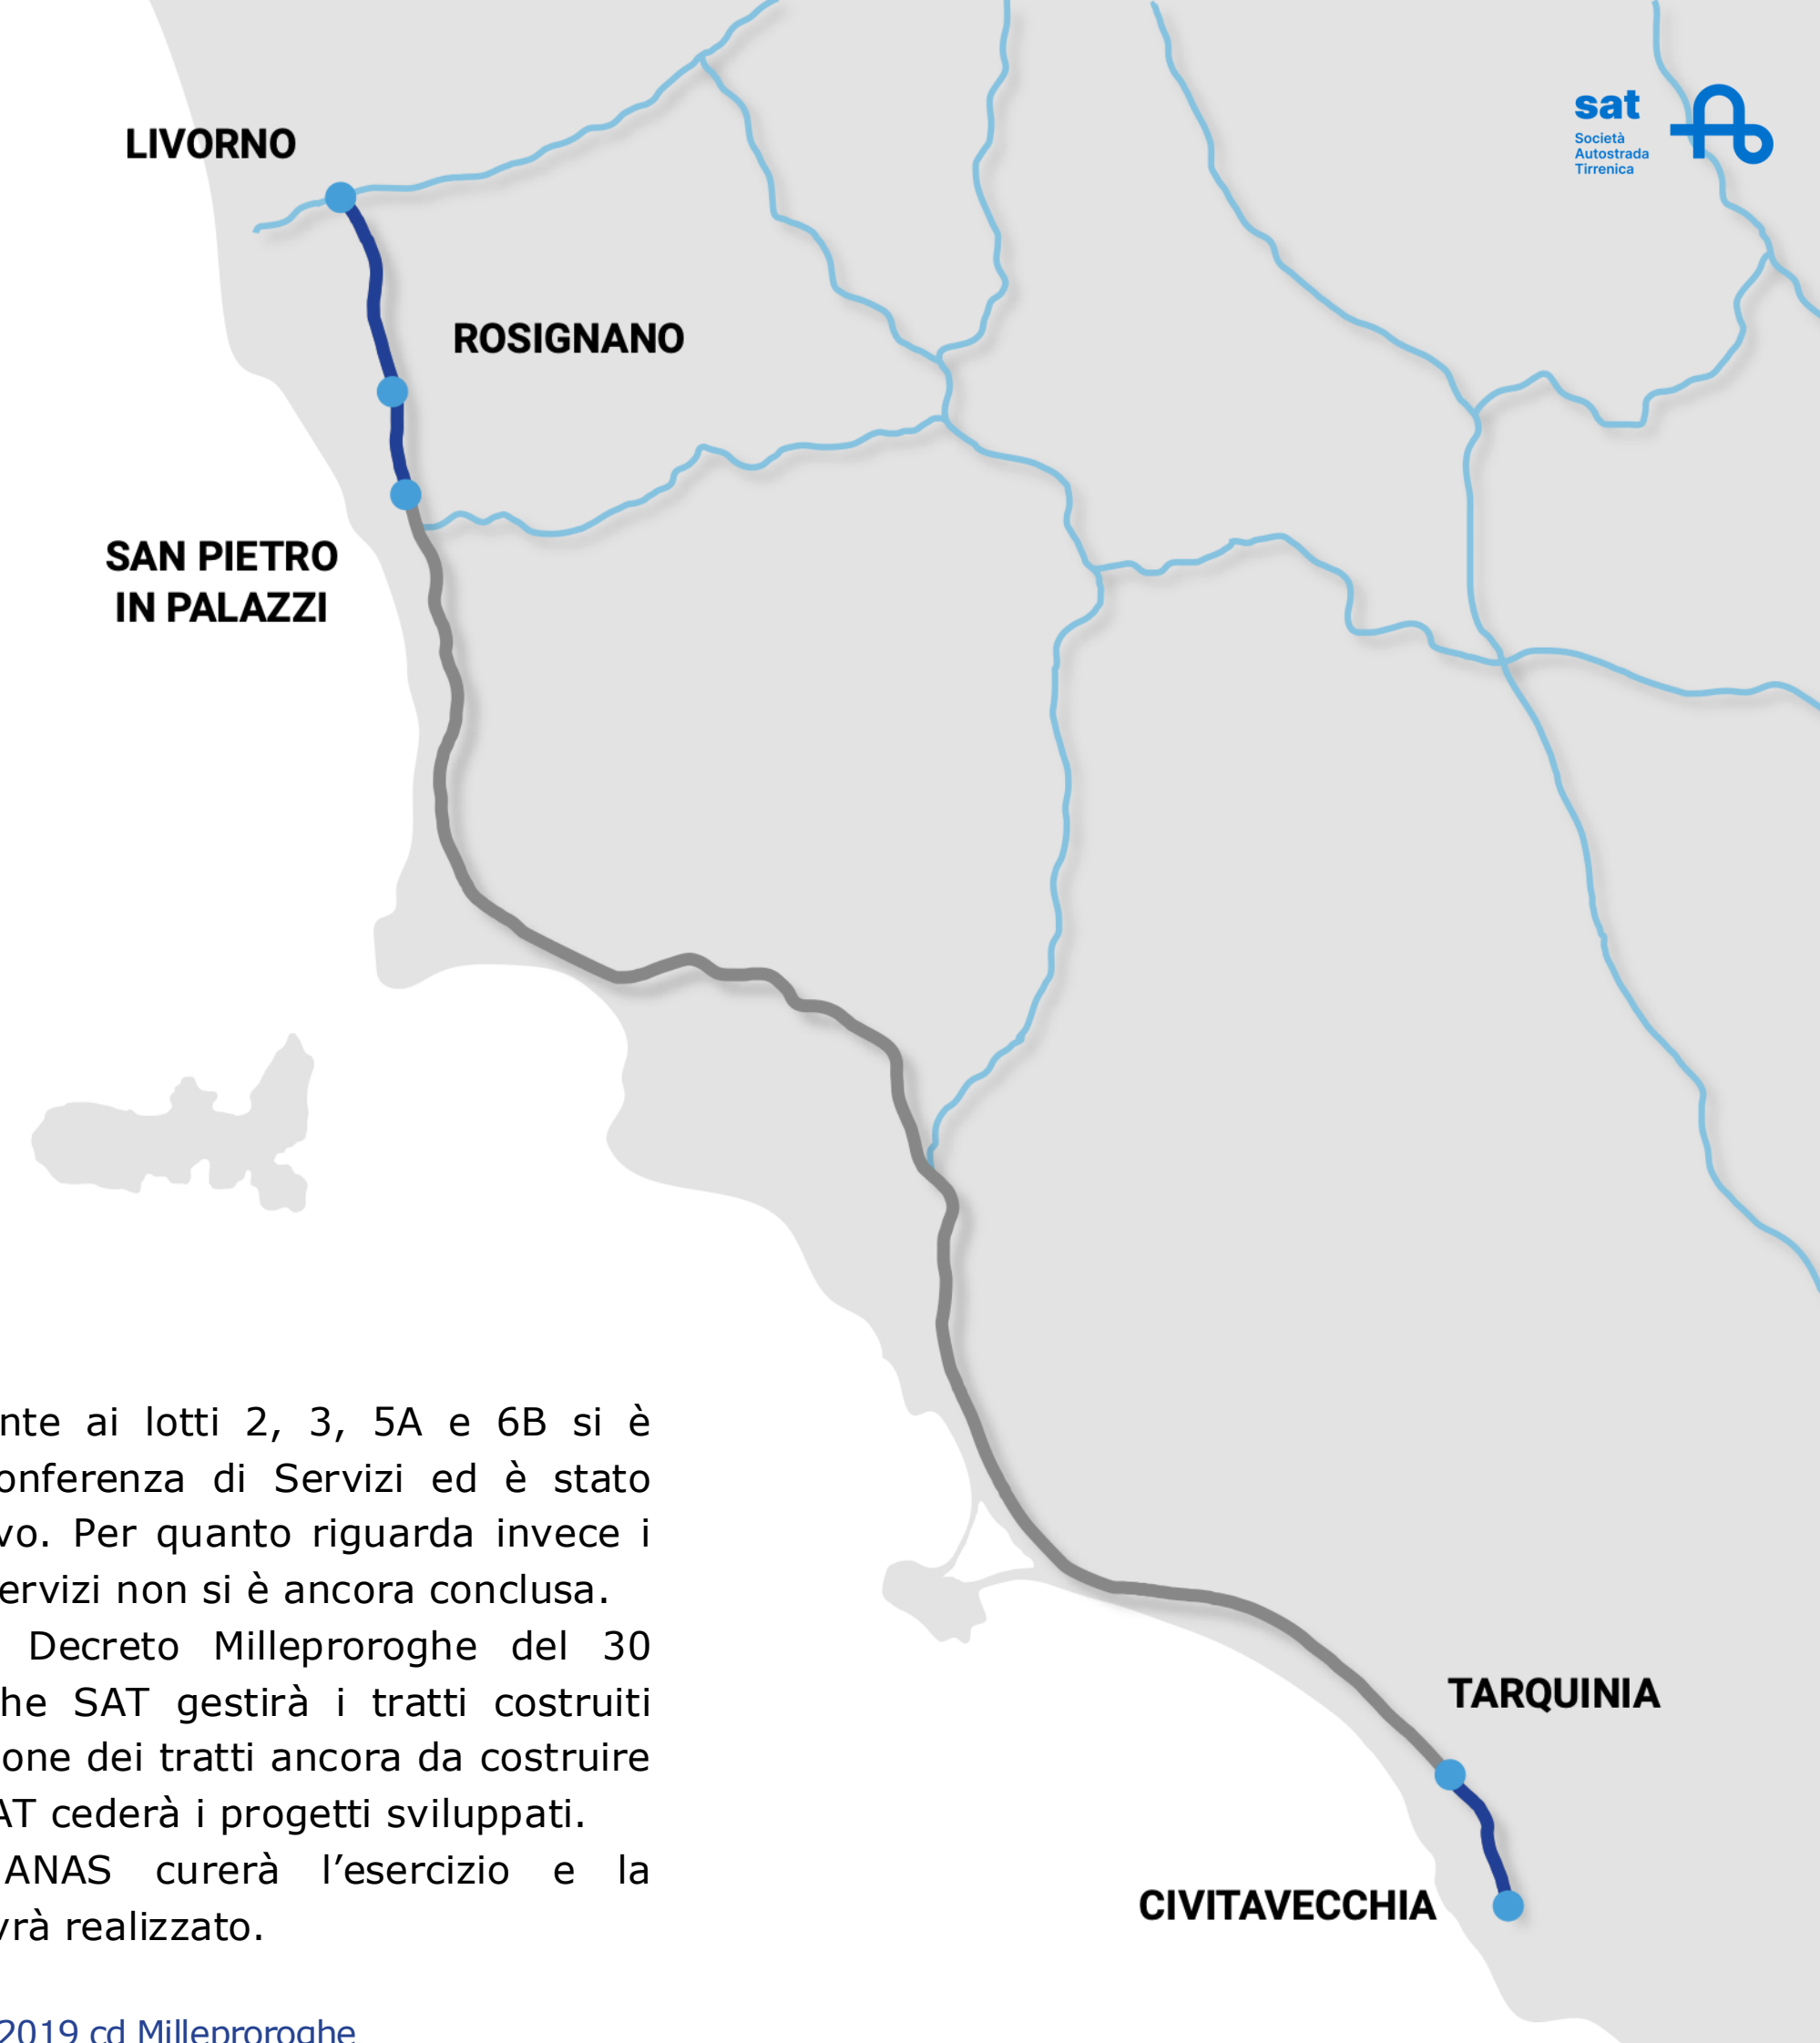 LIVORNO
sat
Società
Autostrada
Tirrenica
ROSIGNANO
SAN PIETRO
IN PALAZZI
nte ai lotti 2, 3, 5A e 6B si è
onferenza di Servizi ed è stato
vo. Per quanto riguarda invece i
ervizi non si è ancora conclusa.
Decreto Milleproroghe del 30
he SAT gestirà i tratti costruiti
one dei tratti ancora da costruire
AT cederà i progetti sviluppati.
ANAS curerà l’esercizio e la
vrà realizzato.
2019 cd Milleproroghe
TARQUINIA
CIVITAVECCHIA